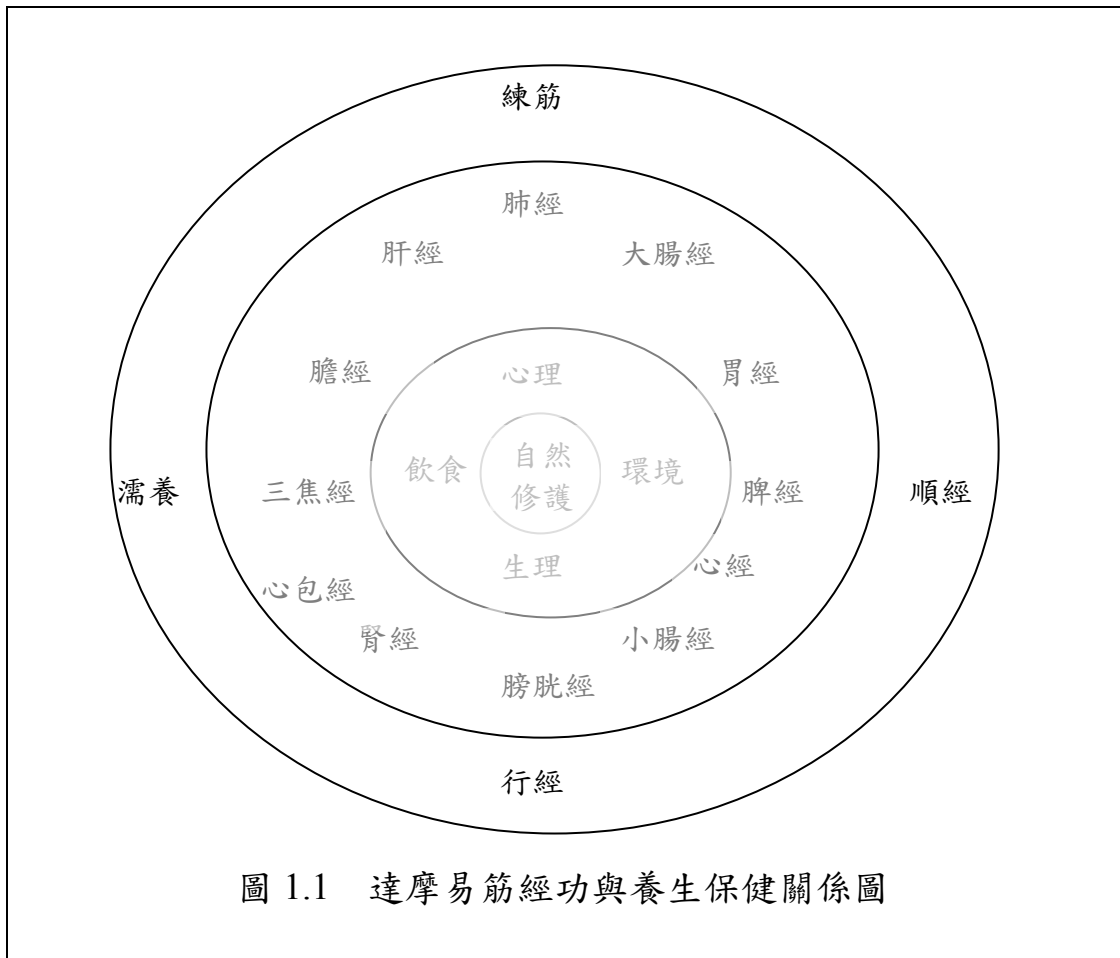 練筋
肺經
肝經 大腸經
膽經 心理 胃經
飲食 自然 環境
修護
濡養 三焦經 脾經 順經
生理 心經
心包經
腎經 小腸經
膀胱經
行經
圖 1.1 達摩易筋經功與養生保健關係圖